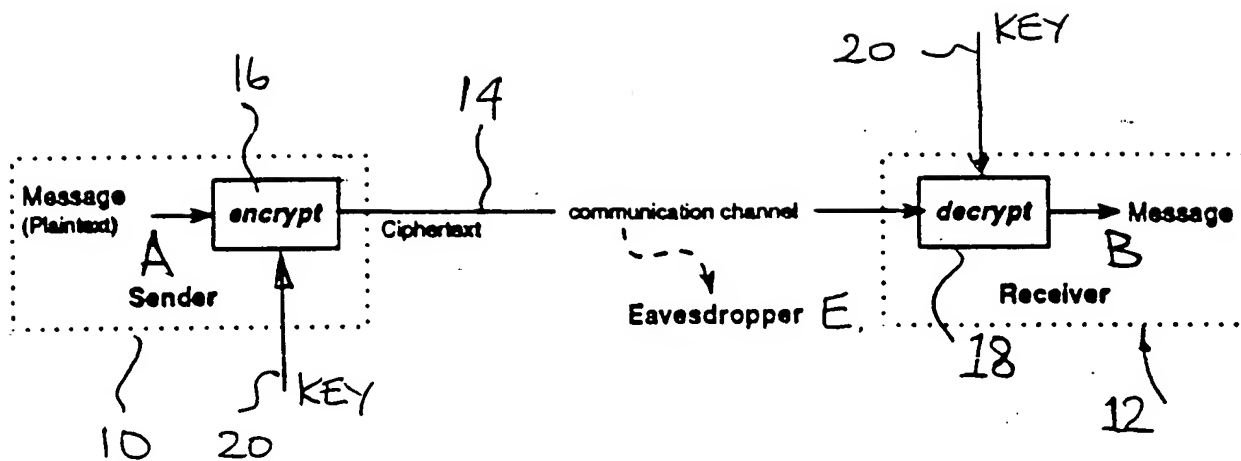 20
KEY
16
14
Message
(Plaintext)
encrypt
Ciphertext
communication channel
decrypt
Message
A
B
Sender
Eavesdropper E.
Receiver
18
12
KEY
10
20